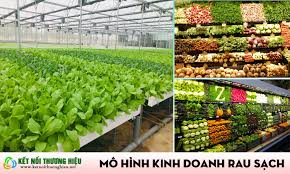 KẾT NỐI THƯƠNG HIỆU
MÔ HÌNH KINH DOANH RAU SẠCH